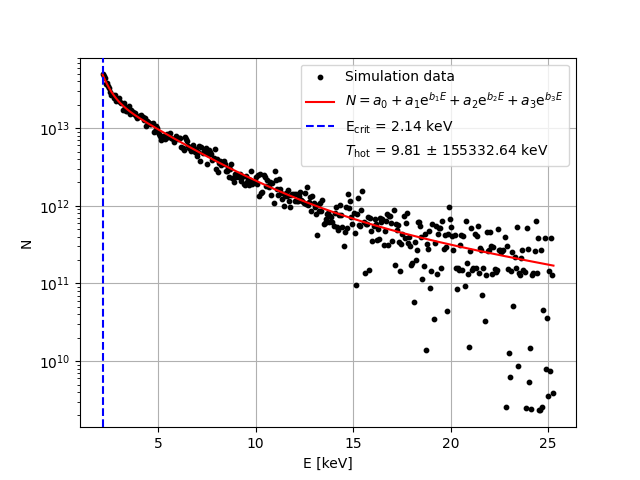 Simulation data
N = a₀ + a₁e^{b₁E} + a₂e^{b₂E} + a₃e^{b₃E}
E_crit = 2.14 keV
T_hot = 9.81 ± 155332.64 keV
10¹³
10¹²
10¹¹
10¹⁰
N
5 10 15 20 25
E [keV]